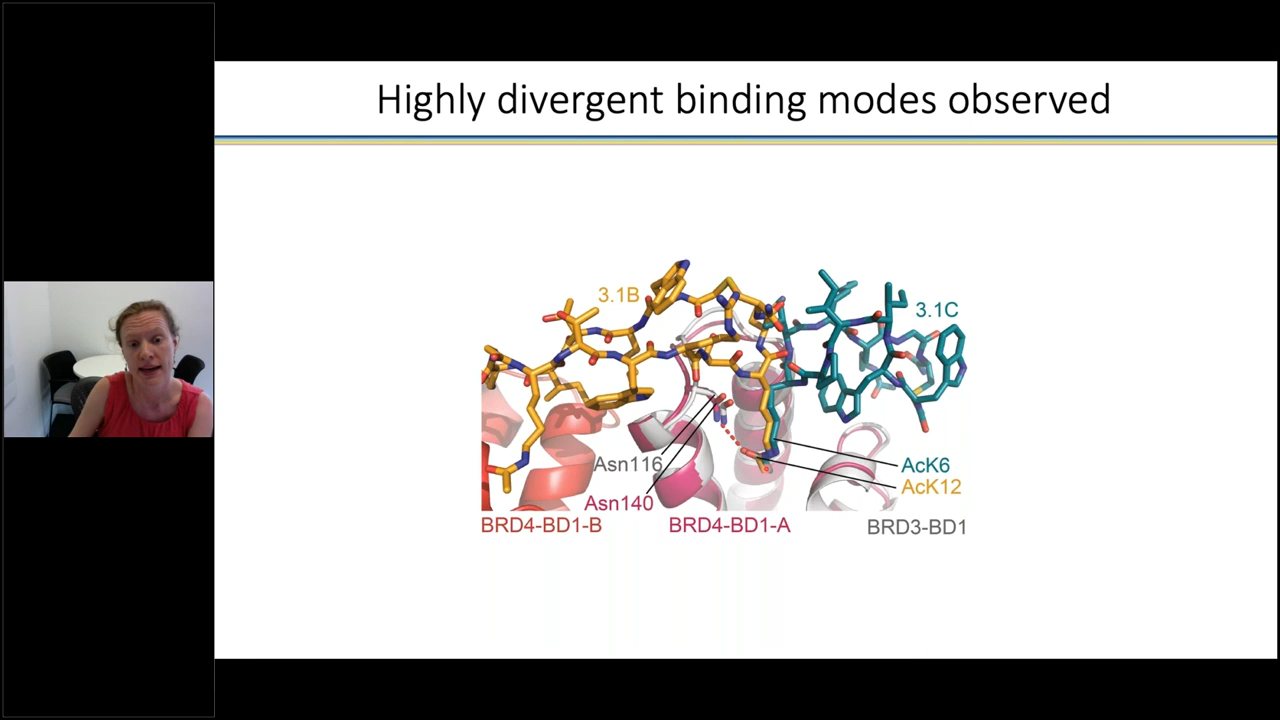 Highly divergent binding modes observed
3.1B
3.1C
Asn116
AcK6
AcK12
Asn140
BRD4-BD1-B
BRD4-BD1-A
BRD3-BD1